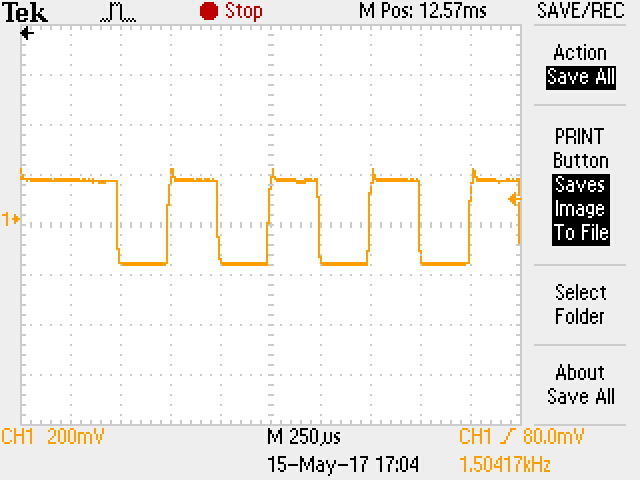 Tek Stop M Pos: 12.57ms SAVE/REC
Action
Save All
PRINT
Button
Saves
Image
To File
Select
Folder
About
Save All
1
CH1 200mV M 250µs CH1 80.0mV
15-May-17 17:04 1.50417kHz